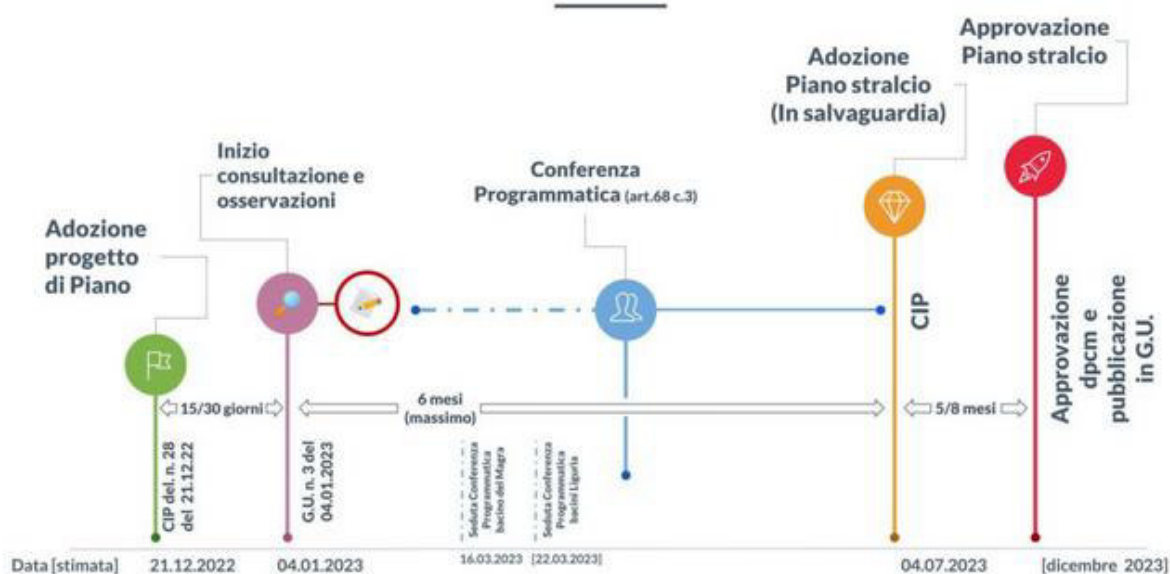 Adozione
progetto
di Piano
Inizio
consultazione e
osservazioni
Conferenza
Programmatica (art.68 c.3)
Adozione
Piano stralcio
(In salvaguardia)
Approvazione
Piano stralcio
15/30 giorni
6 mesi
(massimo)
5/8 mesi
CIP del. n. 28
del 21.12.22
G.U. n. 3 del
04.01.2023
Seduta Conferenza
Programmatica
bacino del Magra
Seduta Conferenza
Programmatica
bacini Liguria
CIP
Approvazione
dpcm e
pubblicazione
in G.U.
Data [stimata]
21.12.2022
04.01.2023
16.03.2023
[22.03.2023]
04.07.2023
[dicembre 2023]